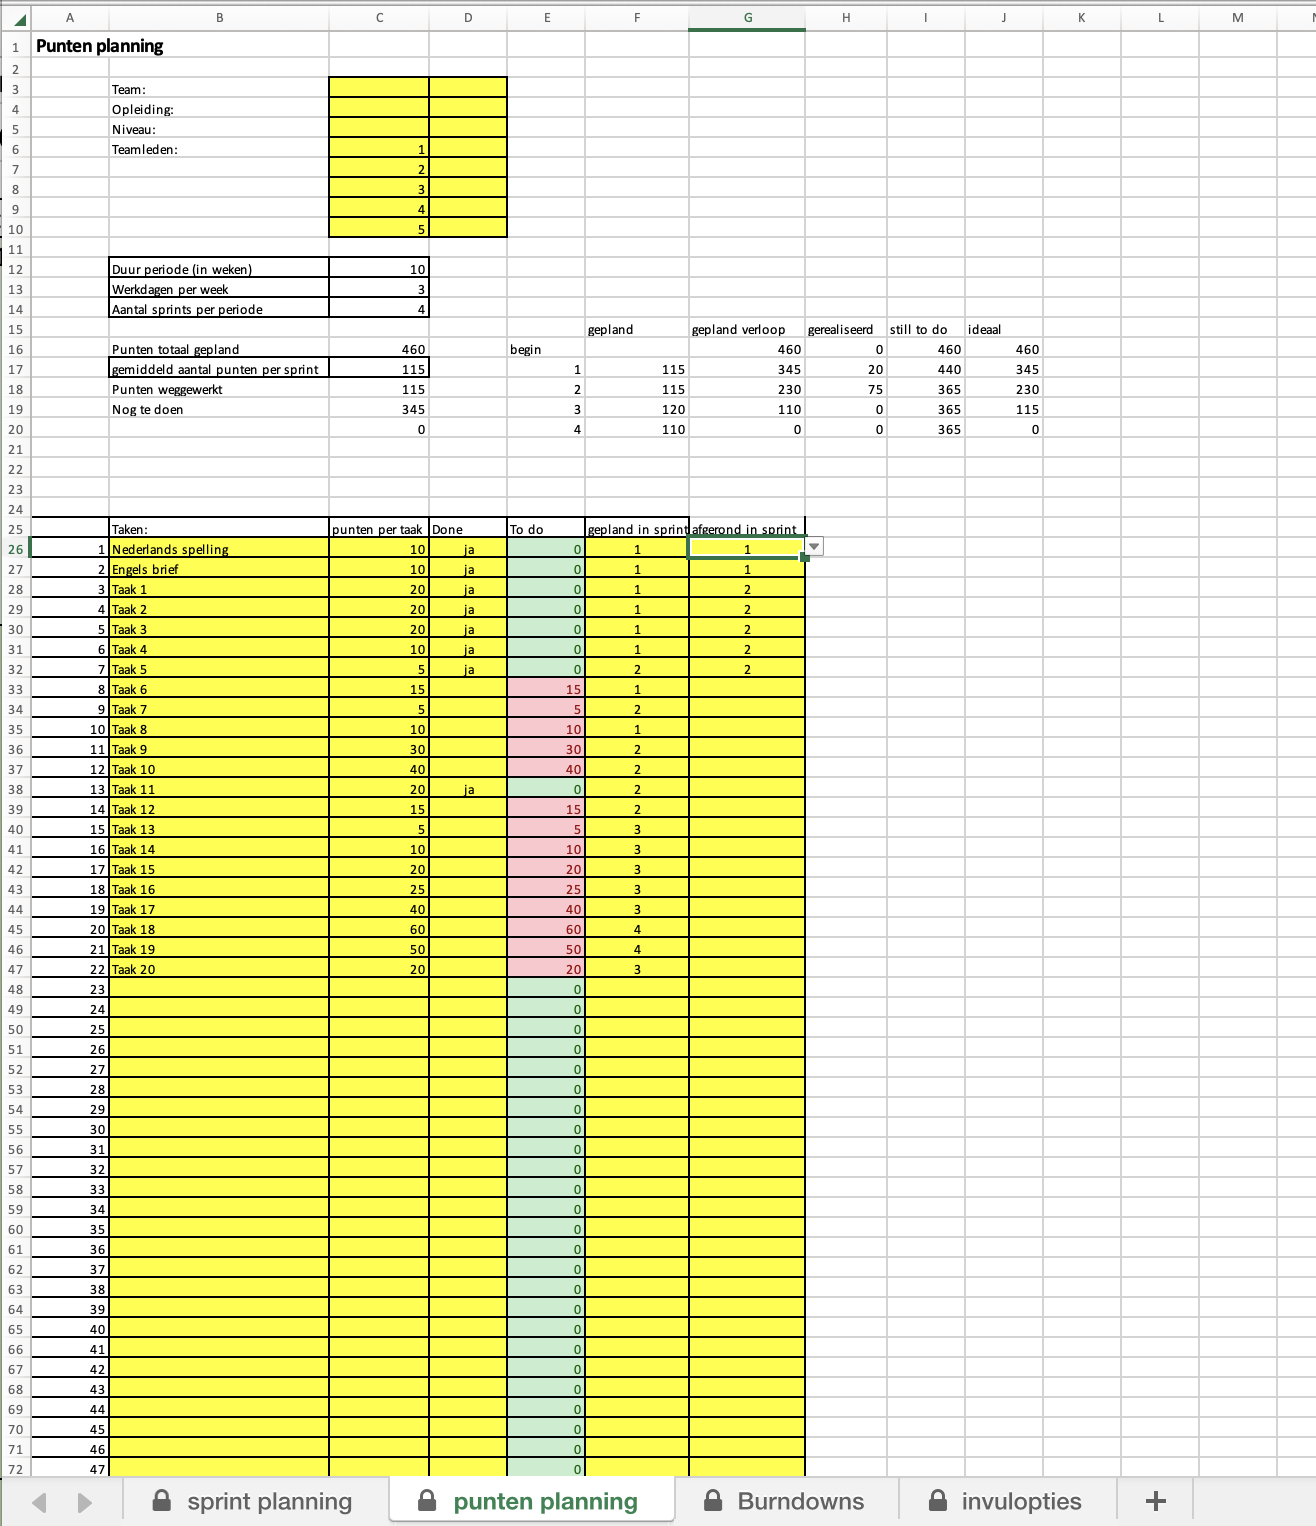 A B C D E F G H I J K L M N
1 Punten planning
2
3 Team:
4 Opleiding:
5 Niveau:
6 Teamleden: 1
7 2
8 3
9 4
10 5
11
12 Duur periode (in weken) 10
13 Werkdagen per week 3
14 Aantal sprints per periode 4
15 gepland gepland verloop gerealiseerd still to do ideaal
16 Punten totaal gepland 460 begin 460 0 460 460
17 gemiddeld aantal punten per sprint 115 1 115 345 20 440 345
18 Punten weggewerkt 115 2 115 230 75 365 230
19 Nog te doen 345 3 120 110 0 365 115
20 0 4 110 0 0 365 0
21
22
23
24
25 Taken: punten per taak Done To do gepland in sprint afgerond in sprint
26 1 Nederlands spelling 10 ja 0 1 1
27 2 Engels brief 10 ja 0 1 1
28 3 Taak 1 20 ja 0 1 2
29 4 Taak 2 20 ja 0 1 2
30 5 Taak 3 20 ja 0 1 2
31 6 Taak 4 10 ja 0 1 2
32 7 Taak 5 5 ja 0 2 2
33 8 Taak 6 15 15 1
34 9 Taak 7 5 5 2
35 10 Taak 8 10 10 1
36 11 Taak 9 30 30 2
37 12 Taak 10 40 40 2
38 13 Taak 11 20 ja 0 2
39 14 Taak 12 15 15 2
40 15 Taak 13 5 5 3
41 16 Taak 14 10 10 3
42 17 Taak 15 20 20 3
43 18 Taak 16 25 25 3
44 19 Taak 17 40 40 3
45 20 Taak 18 60 60 4
46 21 Taak 19 50 50 4
47 22 Taak 20 20 20 3
48 23 0
49 24 0
50 25 0
51 26 0
52 27 0
53 28 0
54 29 0
55 30 0
56 31 0
57 32 0
58 33 0
59 34 0
60 35 0
61 36 0
62 37 0
63 38 0
64 39 0
65 40 0
66 41 0
67 42 0
68 43 0
69 44 0
70 45 0
71 46 0
72 47 0
sprint planning punten planning Burndowns invulopties +